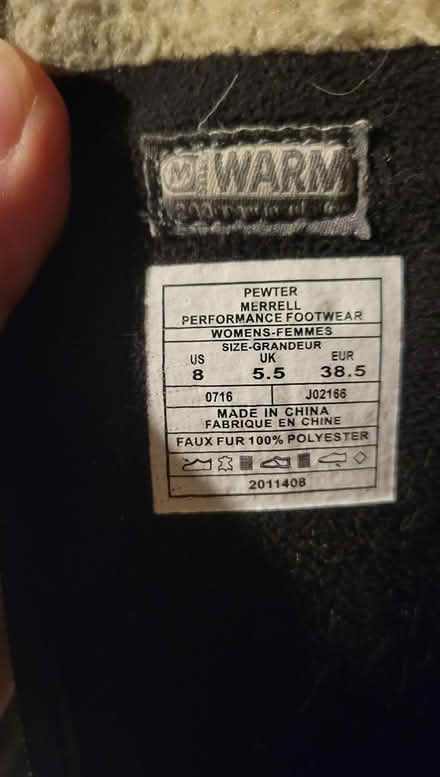 M WARM
PEWTER
MERRELL
PERFORMANCE FOOTWEAR
WOMENS-FEMMES
SIZE-GRANDEUR
US UK EUR
8 5.5 38.5
0716 J02166
MADE IN CHINA
FABRIQUE EN CHINE
FAUX FUR 100% POLYESTER
2011408